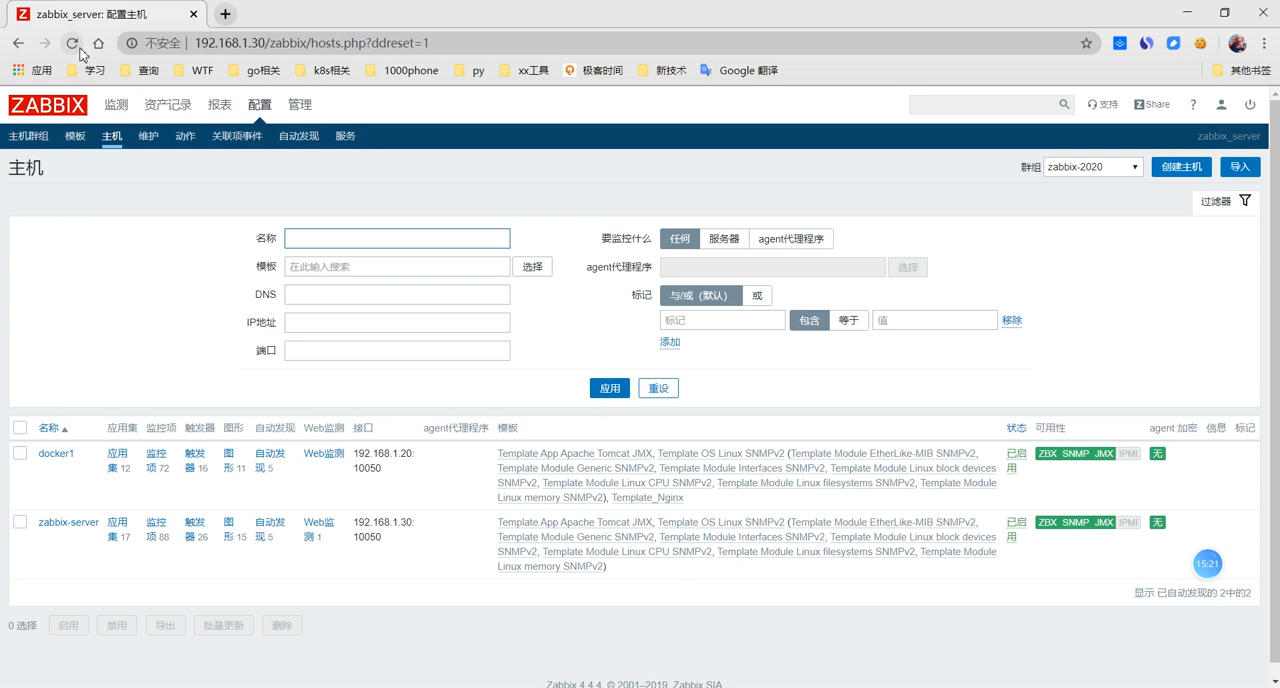 zabbix_server: 配置主机
不安全 | 192.168.1.30/zabbix/hosts.php?ddreset=1
应用 学习 查询 WTF go相关 k8s相关 1000phone py xx工具 极客时间 新技术 Google 翻译 其他书签
ZABBIX 监测 资产记录 报表 配置 管理 支持 Share ?
主机群组 模板 主机 维护 动作 关联项事件 自动发现 服务 zabbix_server
主机 群组 zabbix-2020 创建主机 导入
过滤器
名称 要监控什么 任何 服务器 agent代理程序
模板 在此输入搜索 选择 agent代理程序 选择
DNS 标记 与/或（默认） 或
IP地址 标记 包含 等于 值 移除
端口 添加
应用 重设
名称 应用集 监控项 触发器 图形 自动发现 Web监测 接口 agent代理程序 模板 状态 可用性 agent 加密 信息 标记
docker1 应用 监控 触发 图 自动发 Web监测 192.168.1.20: Template App Apache Tomcat JMX, Template OS Linux SNMPv2 (Template Module EtherLike-MIB SNMPv2, 已启 ZBX SNMP JMX IPMI 无
集 12 项 72 器 16 形 11 现 5 10050 Template Module Generic SNMPv2, Template Module Interfaces SNMPv2, Template Module Linux block devices 用
SNMPv2, Template Module Linux CPU SNMPv2, Template Module Linux filesystems SNMPv2, Template Module
Linux memory SNMPv2), Template_Nginx
zabbix-server 应用 监控 触发 图 自动发 Web监 192.168.1.30: Template App Apache Tomcat JMX, Template OS Linux SNMPv2 (Template Module EtherLike-MIB SNMPv2, 已启 ZBX SNMP JMX IPMI 无
集 17 项 88 器 26 形 15 现 5 测 1 10050 Template Module Generic SNMPv2, Template Module Interfaces SNMPv2, Template Module Linux block devices 用
SNMPv2, Template Module Linux CPU SNMPv2, Template Module Linux filesystems SNMPv2, Template Module
Linux memory SNMPv2)
15:21
显示 已自动发现的 2中的2
0 选择 启用 禁用 导出 批量更新 删除
Zabbix 4.4.4. © 2001–2019, Zabbix SIA